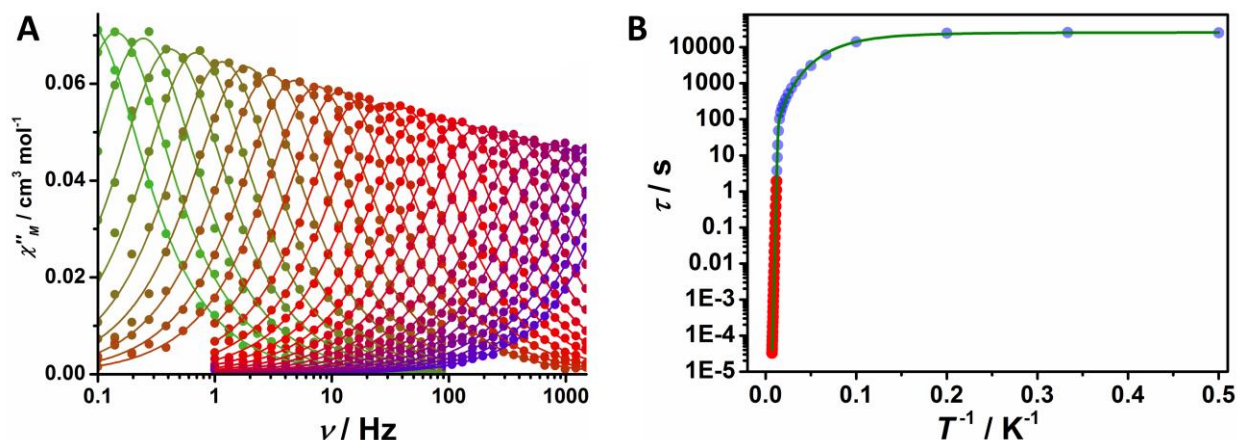 A
χ″M / cm³ mol⁻¹
0.06
0.04
0.02
0.00
0.1 1 10 100 1000
ν / Hz
B
τ / s
10000
1000
100
10
1
0.1
0.01
1E-3
1E-4
1E-5
0.0 0.1 0.2 0.3 0.4 0.5
T⁻¹ / K⁻¹